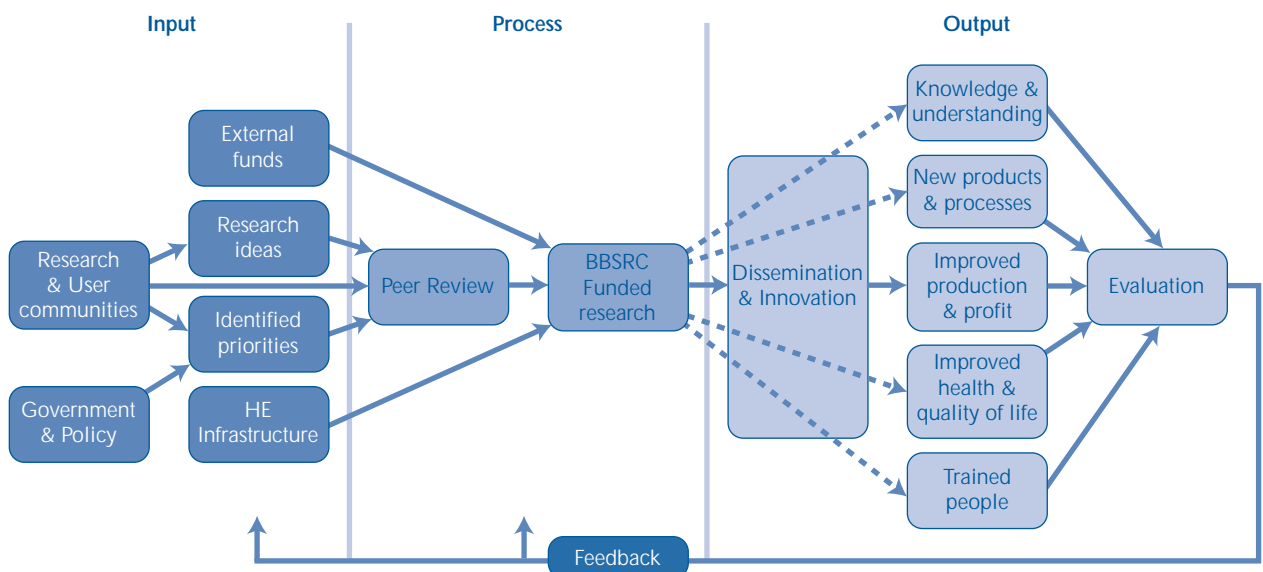 Input
Process
Output
External
funds
Research
ideas
Research
& User
communities
Identified
priorities
Government
& Policy
HE
Infrastructure
Peer Review
BBSRC
Funded
research
Dissemination
& Innovation
Knowledge &
understanding
New products
& processes
Improved
production
& profit
Improved
health &
quality of life
Trained
people
Evaluation
Feedback